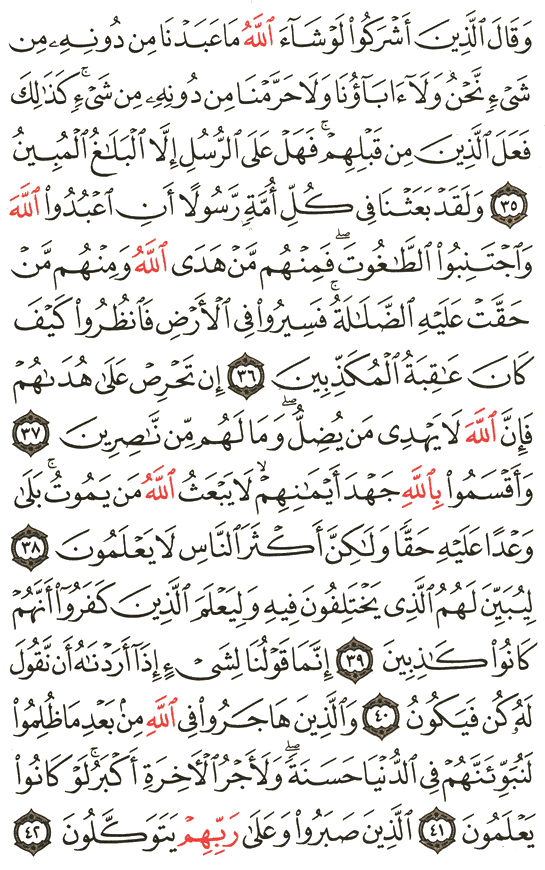 وَقَالَ ٱلَّذِينَ أَشْرَكُوا۟ لَوْ شَآءَ ٱللَّهُ مَا عَبَدْنَا مِن دُونِهِۦ مِن
شَىْءٍ نَّحْنُ وَلَآ ءَابَآؤُنَا وَلَا حَرَّمْنَا مِن دُونِهِۦ مِن شَىْءٍ ۚ كَذَٰلِكَ
فَعَلَ ٱلَّذِينَ مِن قَبْلِهِمْ ۚ فَهَلْ عَلَى ٱلرُّسُلِ إِلَّا ٱلْبَلَٰغُ ٱلْمُبِينُ
٣٥ وَلَقَدْ بَعَثْنَا فِى كُلِّ أُمَّةٍ رَّسُولًا أَنِ ٱعْبُدُوا۟ ٱللَّهَ
وَٱجْتَنِبُوا۟ ٱلطَّٰغُوتَ ۖ فَمِنْهُم مَّنْ هَدَى ٱللَّهُ وَمِنْهُم مَّنْ
حَقَّتْ عَلَيْهِ ٱلضَّلَٰلَةُ ۚ فَسِيرُوا۟ فِى ٱلْأَرْضِ فَٱنظُرُوا۟ كَيْفَ
كَانَ عَٰقِبَةُ ٱلْمُكَذِّبِينَ ٣٦ إِن تَحْرِصْ عَلَىٰ هُدَىٰهُمْ
فَإِنَّ ٱللَّهَ لَا يَهْدِى مَن يُضِلُّ ۖ وَمَا لَهُم مِّن نَّٰصِرِينَ ٣٧
وَأَقْسَمُوا۟ بِٱللَّهِ جَهْدَ أَيْمَٰنِهِمْ ۙ لَا يَبْعَثُ ٱللَّهُ مَن يَمُوتُ ۚ بَلَىٰ
وَعْدًا عَلَيْهِ حَقًّا وَلَٰكِنَّ أَكْثَرَ ٱلنَّاسِ لَا يَعْلَمُونَ ٣٨
لِيُبَيِّنَ لَهُمُ ٱلَّذِى يَخْتَلِفُونَ فِيهِ وَلِيَعْلَمَ ٱلَّذِينَ كَفَرُوٓا۟ أَنَّهُمْ
كَانُوا۟ كَٰذِبِينَ ٣٩ إِنَّمَا قَوْلُنَا لِشَىْءٍ إِذَآ أَرَدْنَٰهُ أَن نَّقُولَ
لَهُۥ كُن فَيَكُونُ ٤٠ وَٱلَّذِينَ هَاجَرُوا۟ فِى ٱللَّهِ مِنۢ بَعْدِ مَا ظُلِمُوا۟
لَنُبَوِّئَنَّهُمْ فِى ٱلدُّنْيَا حَسَنَةً ۖ وَلَأَجْرُ ٱلْءَاخِرَةِ أَكْبَرُ ۚ لَوْ كَانُوا۟
يَعْلَمُونَ ٤١ ٱلَّذِينَ صَبَرُوا۟ وَعَلَىٰ رَبِّهِمْ يَتَوَكَّلُونَ ٤٢